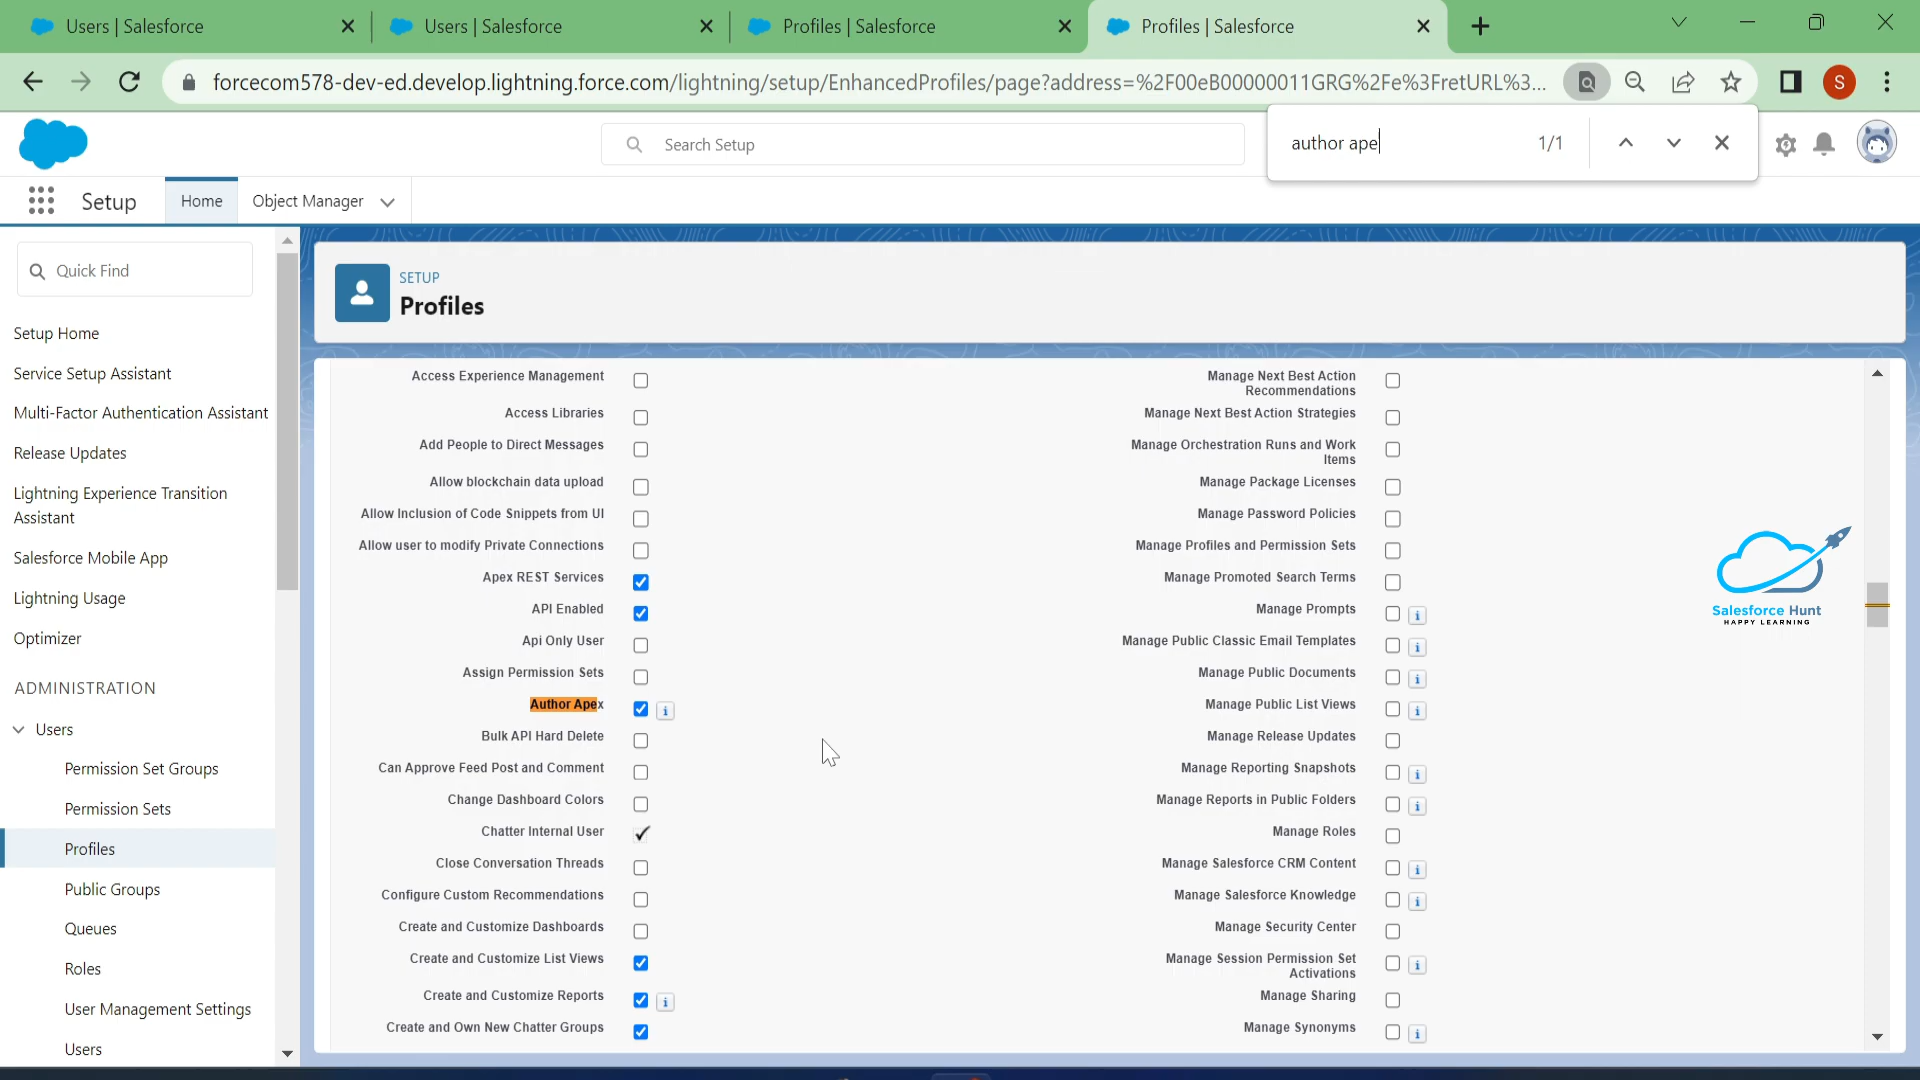 Users | Salesforce
Users | Salesforce
Profiles | Salesforce
Profiles | Salesforce
forcecom578-dev-ed.develop.lightning.force.com/lightning/setup/EnhancedProfiles/page?address=%2F00eB00000011GRG%2Fe%3FretURL%3...
S
Search Setup
author ape
1/1
Setup
Home
Object Manager
Quick Find
Setup Home
Service Setup Assistant
Multi-Factor Authentication Assistant
Release Updates
Lightning Experience Transition
Assistant
Salesforce Mobile App
Lightning Usage
Optimizer
ADMINISTRATION
Users
Permission Set Groups
Permission Sets
Profiles
Public Groups
Queues
Roles
User Management Settings
Users
SETUP
Profiles
Access Experience Management
Access Libraries
Add People to Direct Messages
Allow blockchain data upload
Allow Inclusion of Code Snippets from UI
Allow user to modify Private Connections
Apex REST Services
API Enabled
Api Only User
Assign Permission Sets
Author Apex
Bulk API Hard Delete
Can Approve Feed Post and Comment
Change Dashboard Colors
Chatter Internal User
Close Conversation Threads
Configure Custom Recommendations
Create and Customize Dashboards
Create and Customize List Views
Create and Customize Reports
Create and Own New Chatter Groups
Manage Next Best Action
Recommendations
Manage Next Best Action Strategies
Manage Orchestration Runs and Work
Items
Manage Package Licenses
Manage Password Policies
Manage Profiles and Permission Sets
Manage Promoted Search Terms
Manage Prompts
Manage Public Classic Email Templates
Manage Public Documents
Manage Public List Views
Manage Release Updates
Manage Reporting Snapshots
Manage Reports in Public Folders
Manage Roles
Manage Salesforce CRM Content
Manage Salesforce Knowledge
Manage Security Center
Manage Session Permission Set
Activations
Manage Sharing
Manage Synonyms
Salesforce Hunt
HAPPY LEARNING